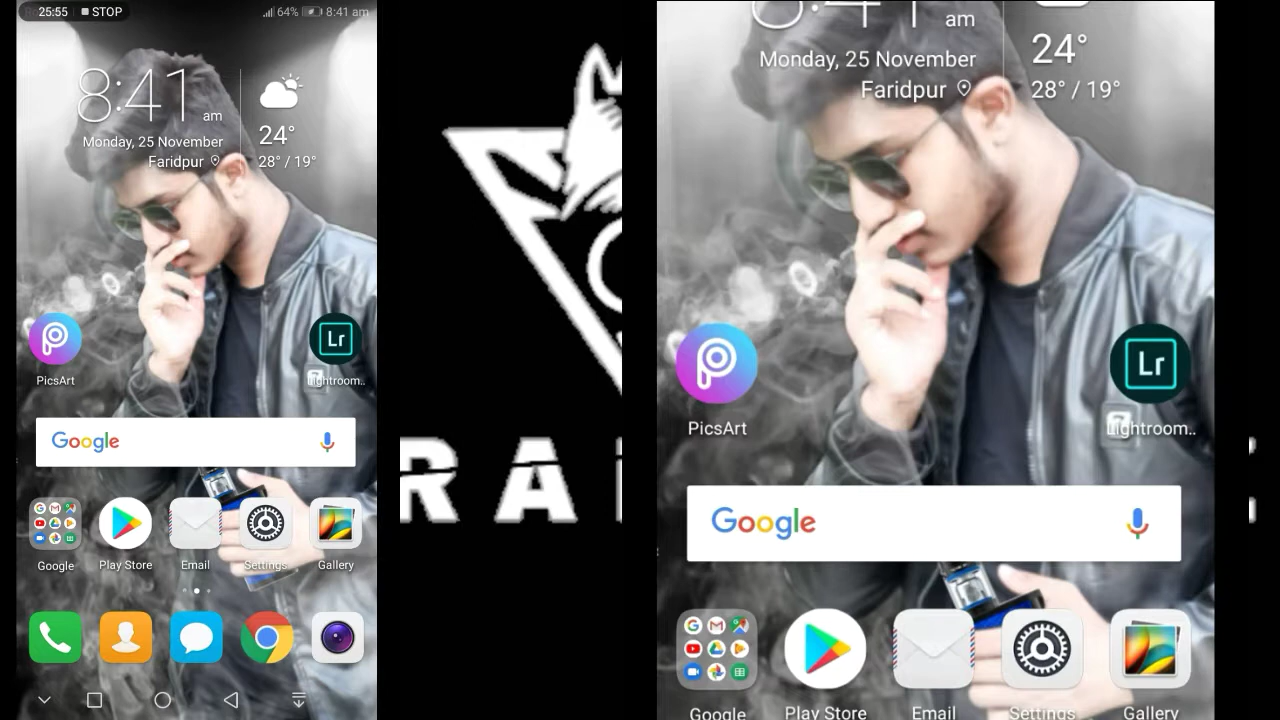 25:55 STOP 64% 8:41 am
8:41 am
Monday, 25 November
Faridpur
24°
28° / 19°
PicsArt
Lr
Lightroom..
Google
Google
Play Store
Email
Settings
Gallery
RA
am
Monday, 25 November
Faridpur
24°
28° / 19°
PicsArt
Lr
Lightroom..
Google
Google
Play Store
Email
Settings
Gallery